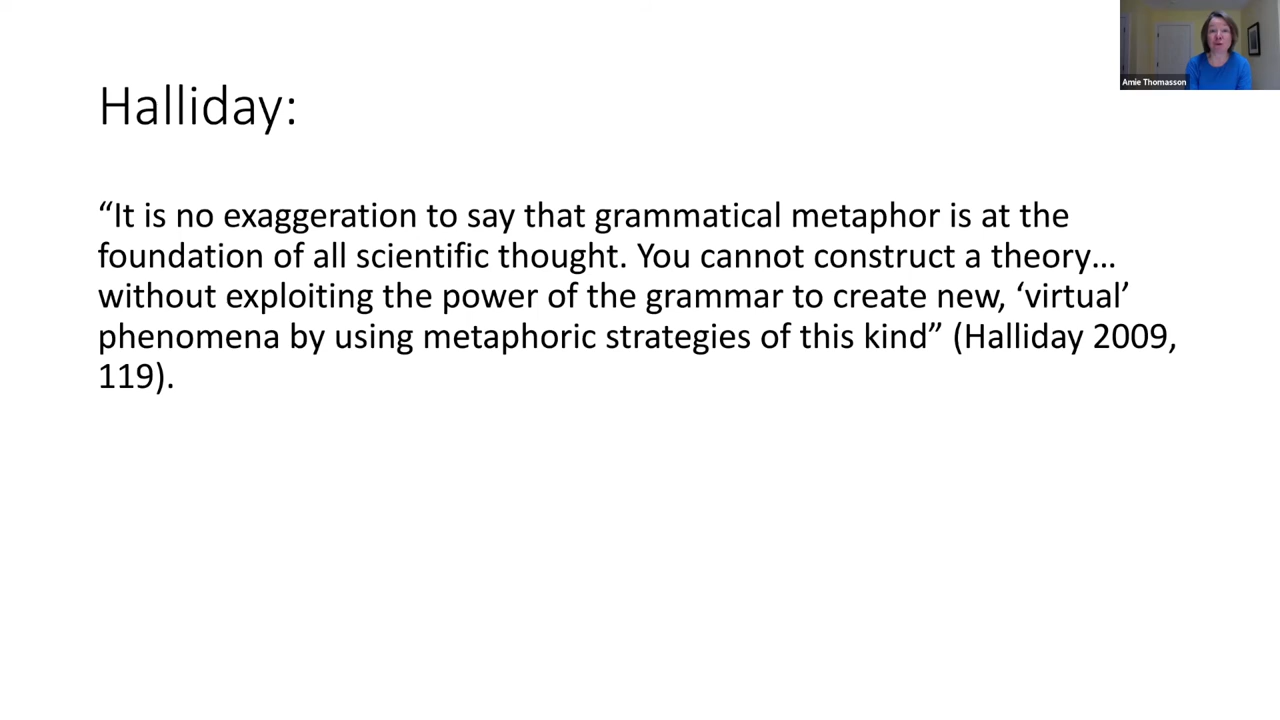 Amie Thomasson
Halliday:
“It is no exaggeration to say that grammatical metaphor is at the
foundation of all scientific thought. You cannot construct a theory…
without exploiting the power of the grammar to create new, ‘virtual’
phenomena by using metaphoric strategies of this kind” (Halliday 2009,
119).